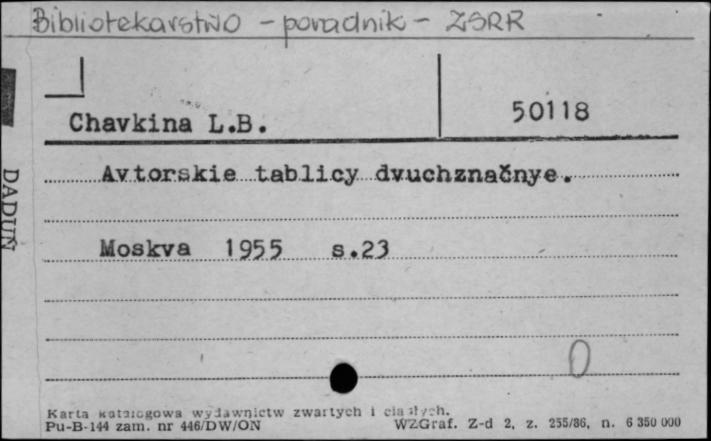 Bibliotekarstwo - poradnik - ZSRR
50118
Chavkina L.B.
Avtorskie tablicy dvuchznačnye.
DADUŃ
Moskva 1955 s.23
0
Karta katalogowa wydawnictw zwartych i ciągłych.
Pu-B-144 zam. nr 446/DW/ON WZGraf. Z-d 2, z. 255/86, n. 6 350 000